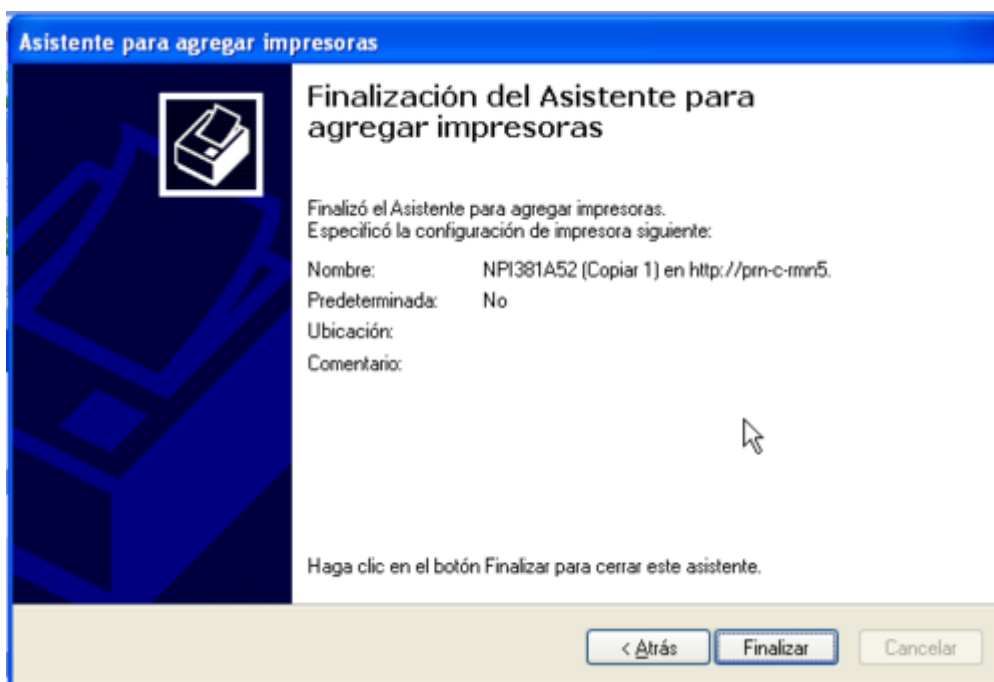 Asistente para agregar impresoras
Finalización del Asistente para
agregar impresoras
Finalizó el Asistente para agregar impresoras.
Especificó la configuración de impresora siguiente:
Nombre: NPI381A52 (Copiar 1) en http://prn-c-rmn5.
Predeterminada: No
Ubicación:
Comentario:
Haga clic en el botón Finalizar para cerrar este asistente.
< Atrás Finalizar Cancelar